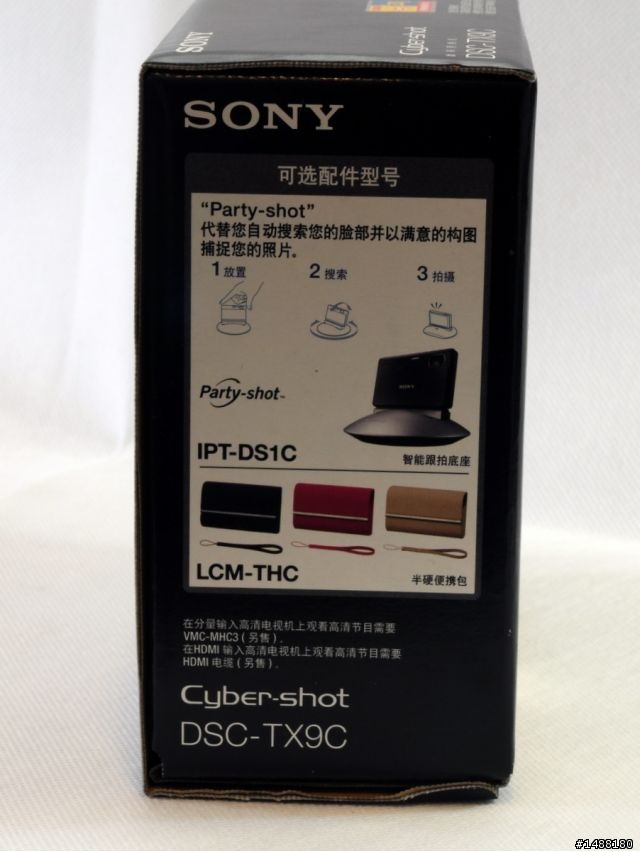 SONY
Cyber-shot
DSC-TX9C
SONY
可选配件型号
“Party-shot”
代替您自动搜索您的脸部并以满意的构图
捕捉您的照片。
1 放置
2 搜索
3 拍摄
SONY
Party-shot™
IPT-DS1C
智能跟拍底座
LCM-THC
半硬便携包
在分量输入高清电视机上观看高清节目需要
VMC-MHC3 ( 另售 ) .
在HDMI 输入高清电视机上观看高清节目需要
HDMI 电缆 ( 另售 ) .
Cyber-shot
DSC-TX9C
#1488180